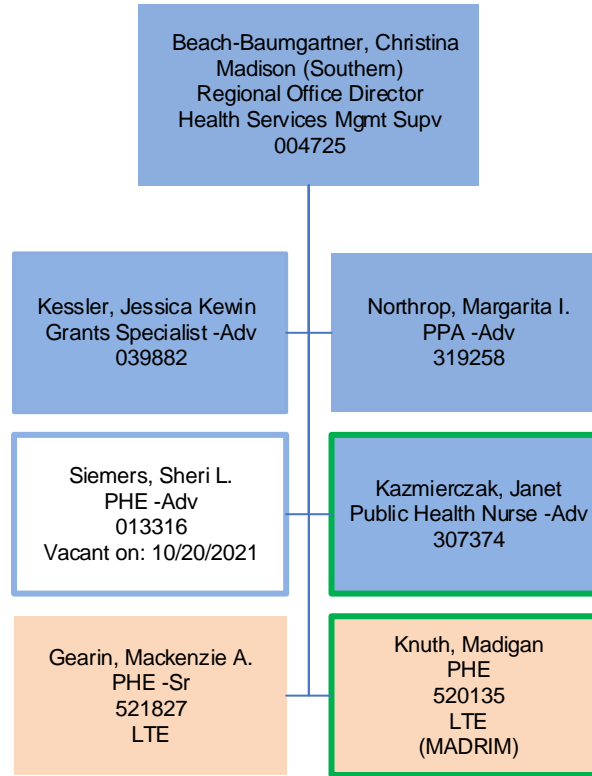 Beach-Baumgartner, Christina
Madison (Southern)
Regional Office Director
Health Services Mgmt Supv
004725
Kessler, Jessica Kewin
Grants Specialist -Adv
039882
Northrop, Margarita I.
PPA -Adv
319258
Siemers, Sheri L.
PHE -Adv
013316
Vacant on: 10/20/2021
Kazmierczak, Janet
Public Health Nurse -Adv
307374
Gearin, Mackenzie A.
PHE -Sr
521827
LTE
Knuth, Madigan
PHE
520135
LTE
(MADRIM)